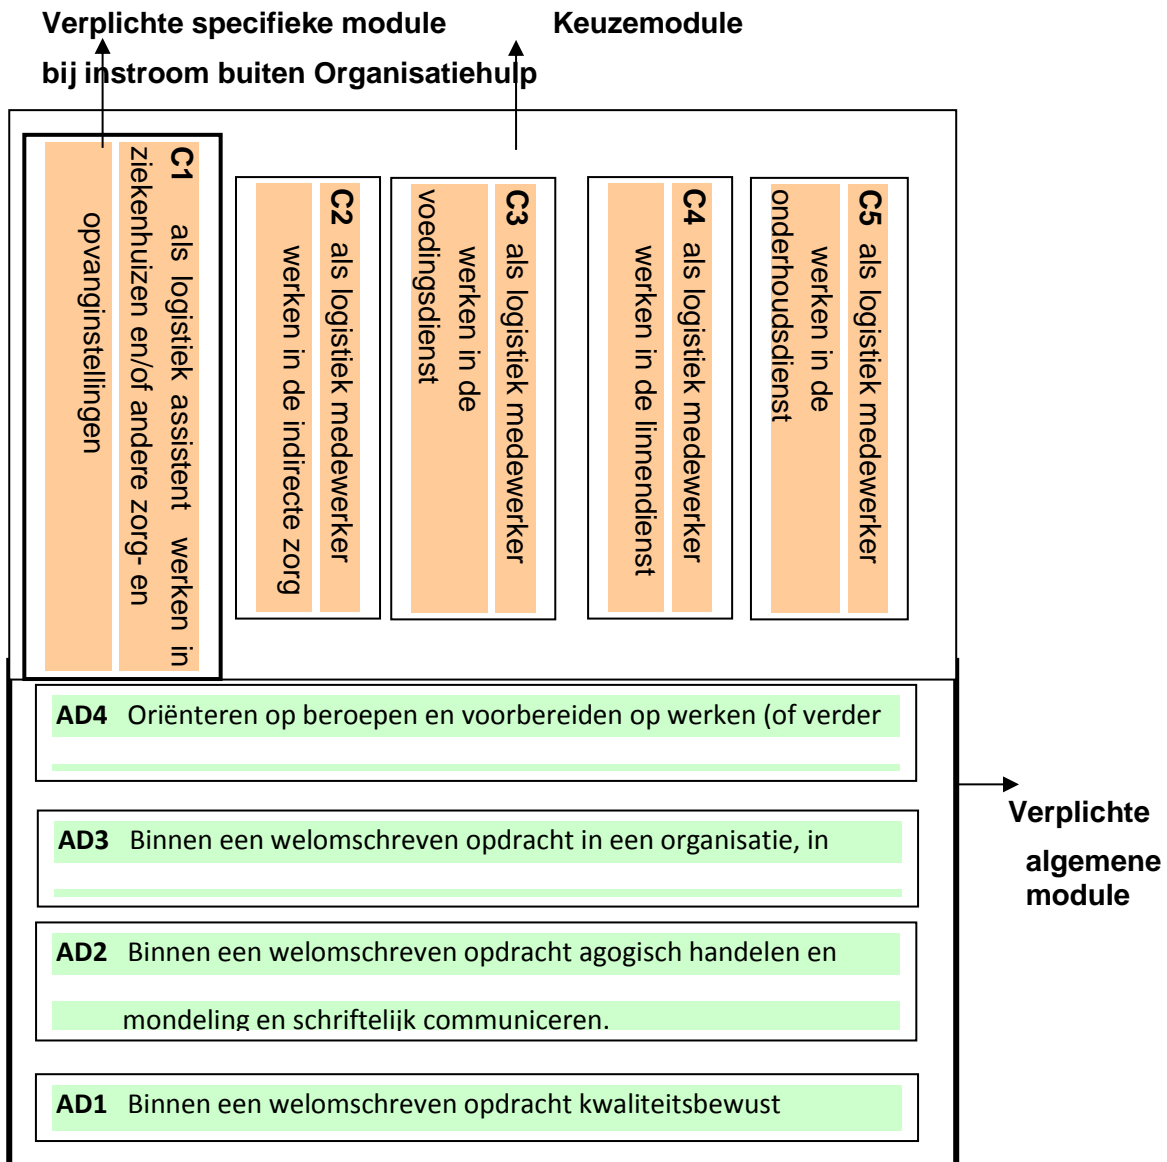 Verplichte specifieke module
bij instroom buiten Organisatiehulp
Keuzemodule
C1 als logistiek assistent werken in
ziekenhuizen en/of andere zorg- en
opvanginstellingen
C2 als logistiek medewerker
werken in de indirecte zorg
C3 als logistiek medewerker
werken in de
voedingsdienst
C4 als logistiek medewerker
werken in de linnendienst
C5 als logistiek medewerker
werken in de
onderhoudsdienst
AD4 Oriënteren op beroepen en voorbereiden op werken (of verder
AD3 Binnen een welomschreven opdracht in een organisatie, in
AD2 Binnen een welomschreven opdracht agogisch handelen en
mondeling en schriftelijk communiceren.
AD1 Binnen een welomschreven opdracht kwaliteitsbewust
Verplichte
algemene
module